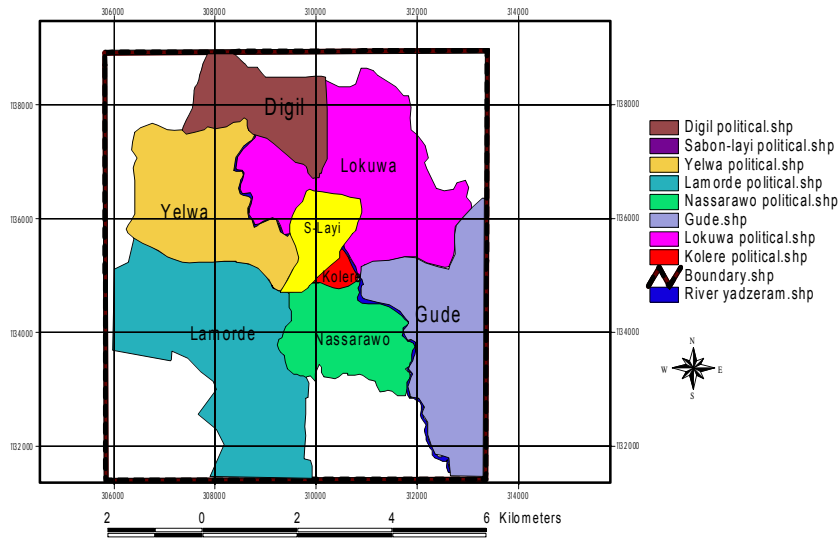 306000 308000 310000 312000 314000
1138000 1138000
1136000 1136000
1134000 1134000
1132000 1132000
Digil
Lokuwa
Yelwa
S-Layi
Kolere
Gude
Lamorde
Nassarawo
Digil political.shp
Sabon-layi political.shp
Yelwa political.shp
Lamorde political.shp
Nassarawo political.shp
Gude.shp
Lokuwa political.shp
Kolere political.shp
Boundary.shp
River yadzeram.shp
N
W E
S
306000 308000 310000 312000 314000
2 0 2 4 6 Kilometers